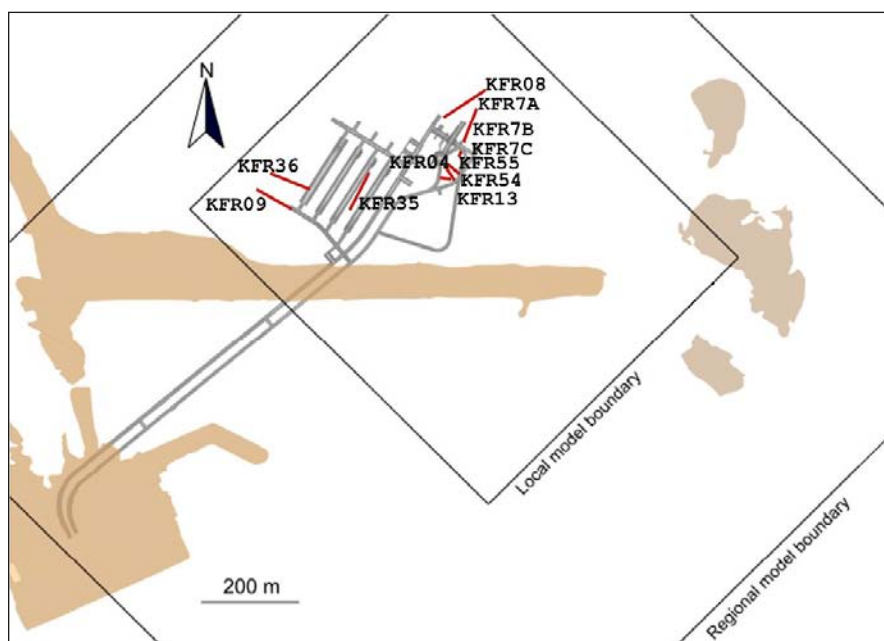 N
KFR08
KFR7A
KFR7B
KFR7C
KFR04
KFR55
KFR36
KFR54
KFR13
KFR09
KFR35
Local model boundary
Regional model boundary
200 m